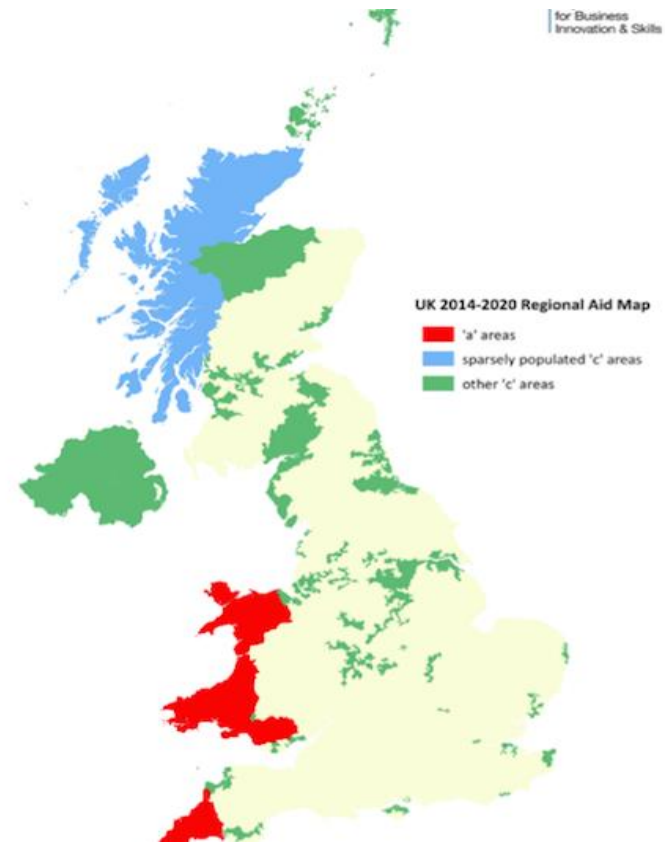 for Business
Innovation & Skills
UK 2014-2020 Regional Aid Map
'a' areas
sparsely populated 'c' areas
other 'c' areas